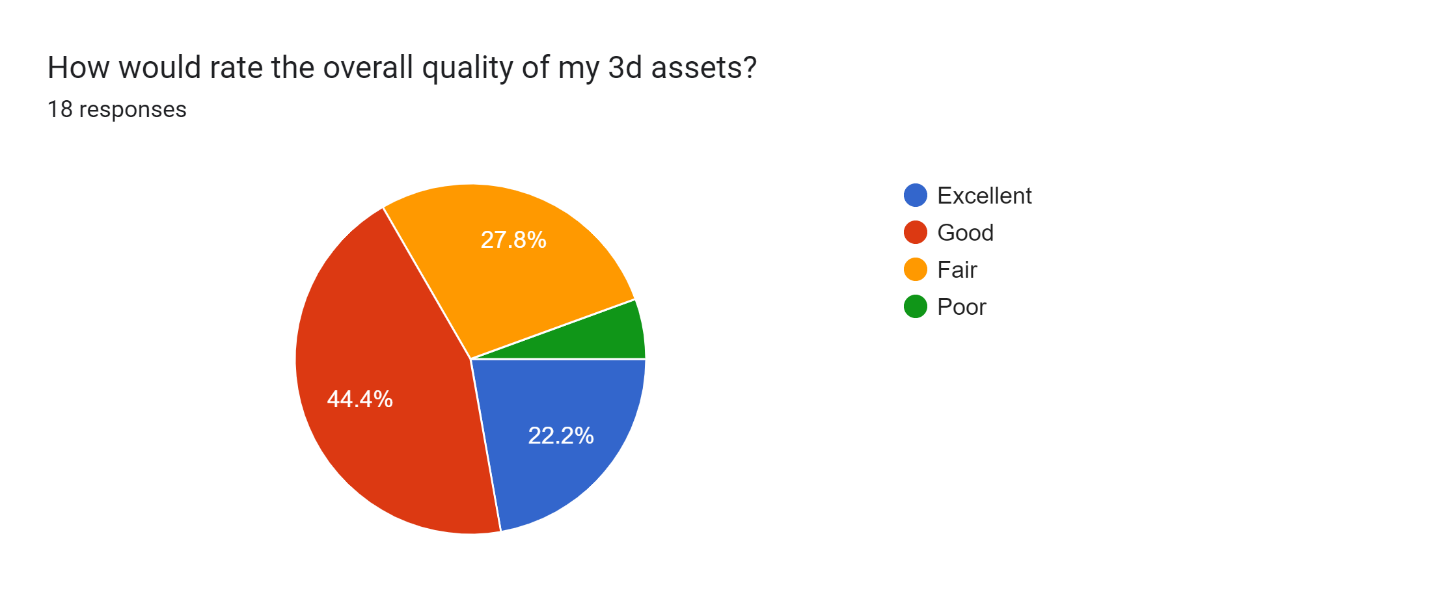 How would rate the overall quality of my 3d assets?
18 responses
27.8%
44.4%
22.2%
Excellent
Good
Fair
Poor